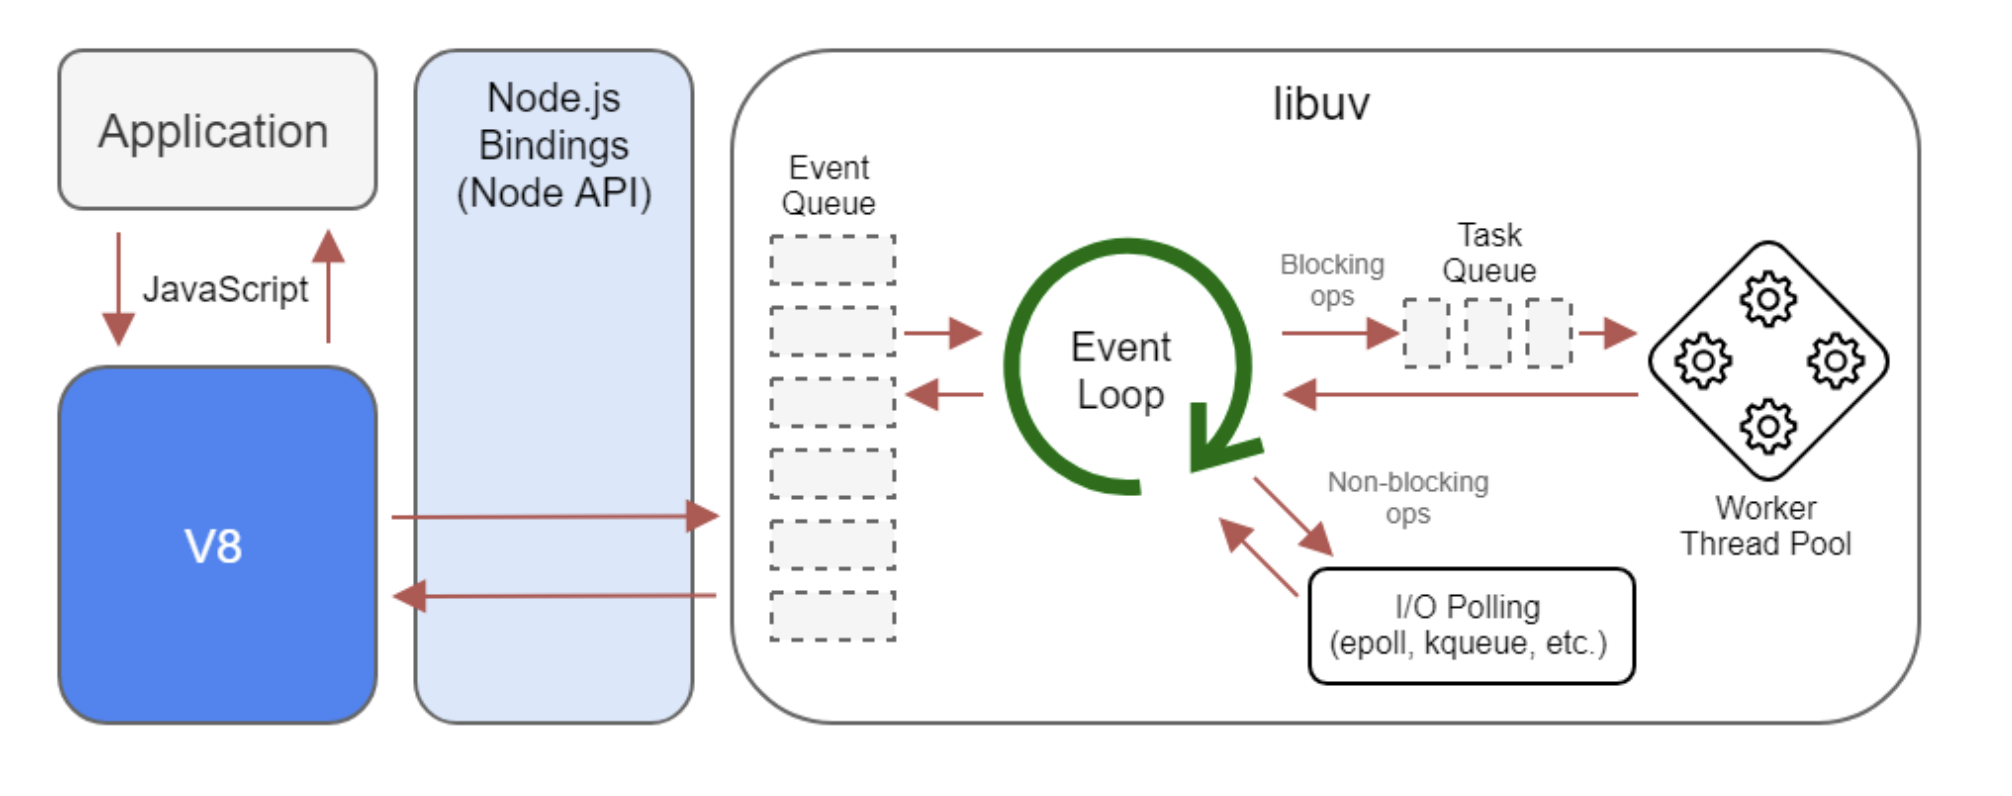 Application
JavaScript
V8
Node.js
Bindings
(Node API)
libuv
Event
Queue
Event
Loop
Blocking
ops
Task
Queue
Worker
Thread Pool
Non-blocking
ops
I/O Polling
(epoll, kqueue, etc.)